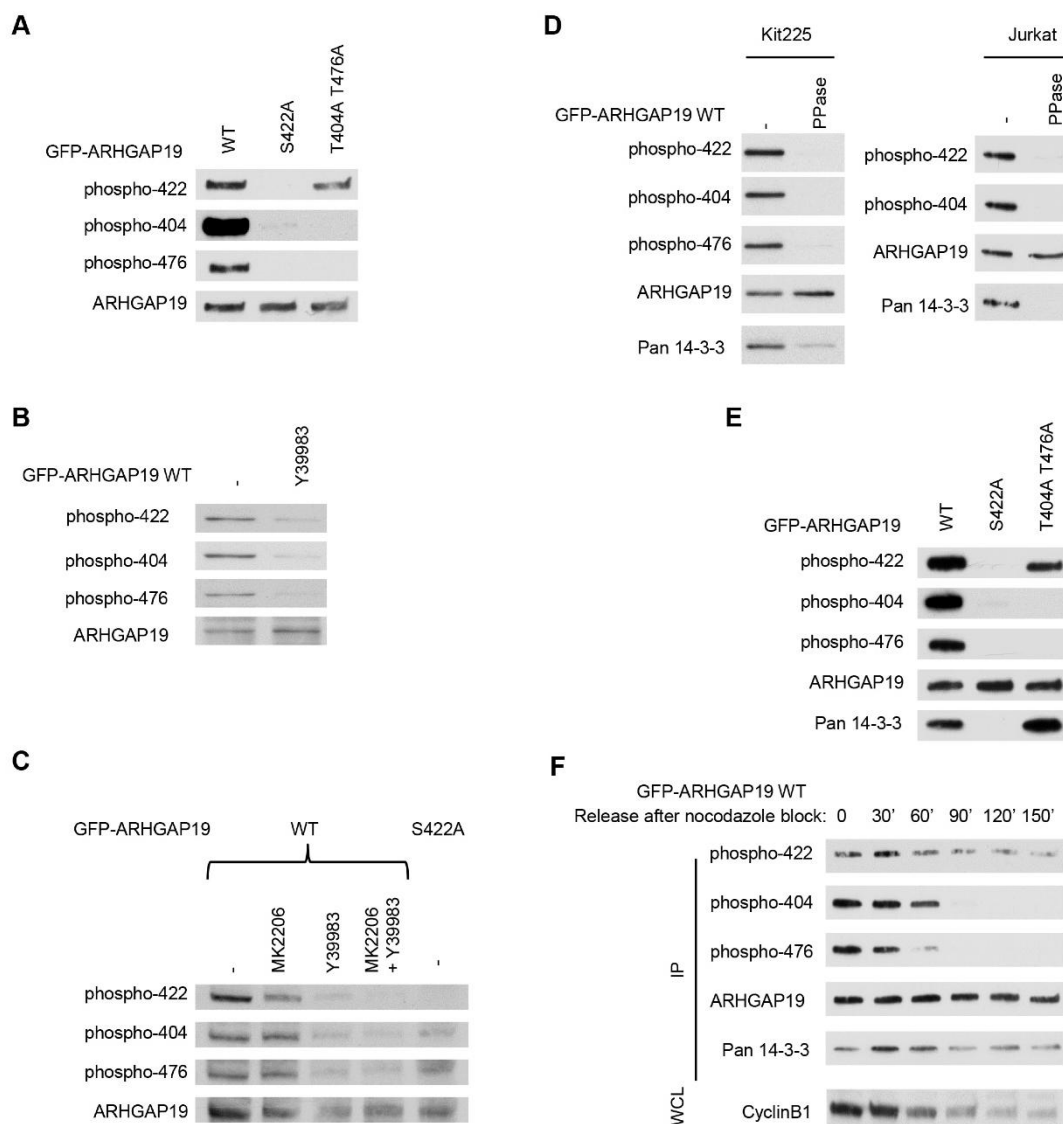 A
GFP-ARHGAP19
WT
S422A
T404A T476A
phospho-422
phospho-404
phospho-476
ARHGAP19
B
GFP-ARHGAP19 WT
-
Y39983
phospho-422
phospho-404
phospho-476
ARHGAP19
C
GFP-ARHGAP19
WT
S422A
-
MK2206
Y39983
MK2206
+ Y39983
-
phospho-422
phospho-404
phospho-476
ARHGAP19
D
Kit225
GFP-ARHGAP19 WT
-
PPase
phospho-422
phospho-404
phospho-476
ARHGAP19
Pan 14-3-3
Jurkat
-
PPase
phospho-422
phospho-404
ARHGAP19
Pan 14-3-3
E
GFP-ARHGAP19
WT
S422A
T404A T476A
phospho-422
phospho-404
phospho-476
ARHGAP19
Pan 14-3-3
F
GFP-ARHGAP19 WT
Release after nocodazole block: 0 30' 60' 90' 120' 150'
IP
phospho-422
phospho-404
phospho-476
ARHGAP19
Pan 14-3-3
WCL
CyclinB1